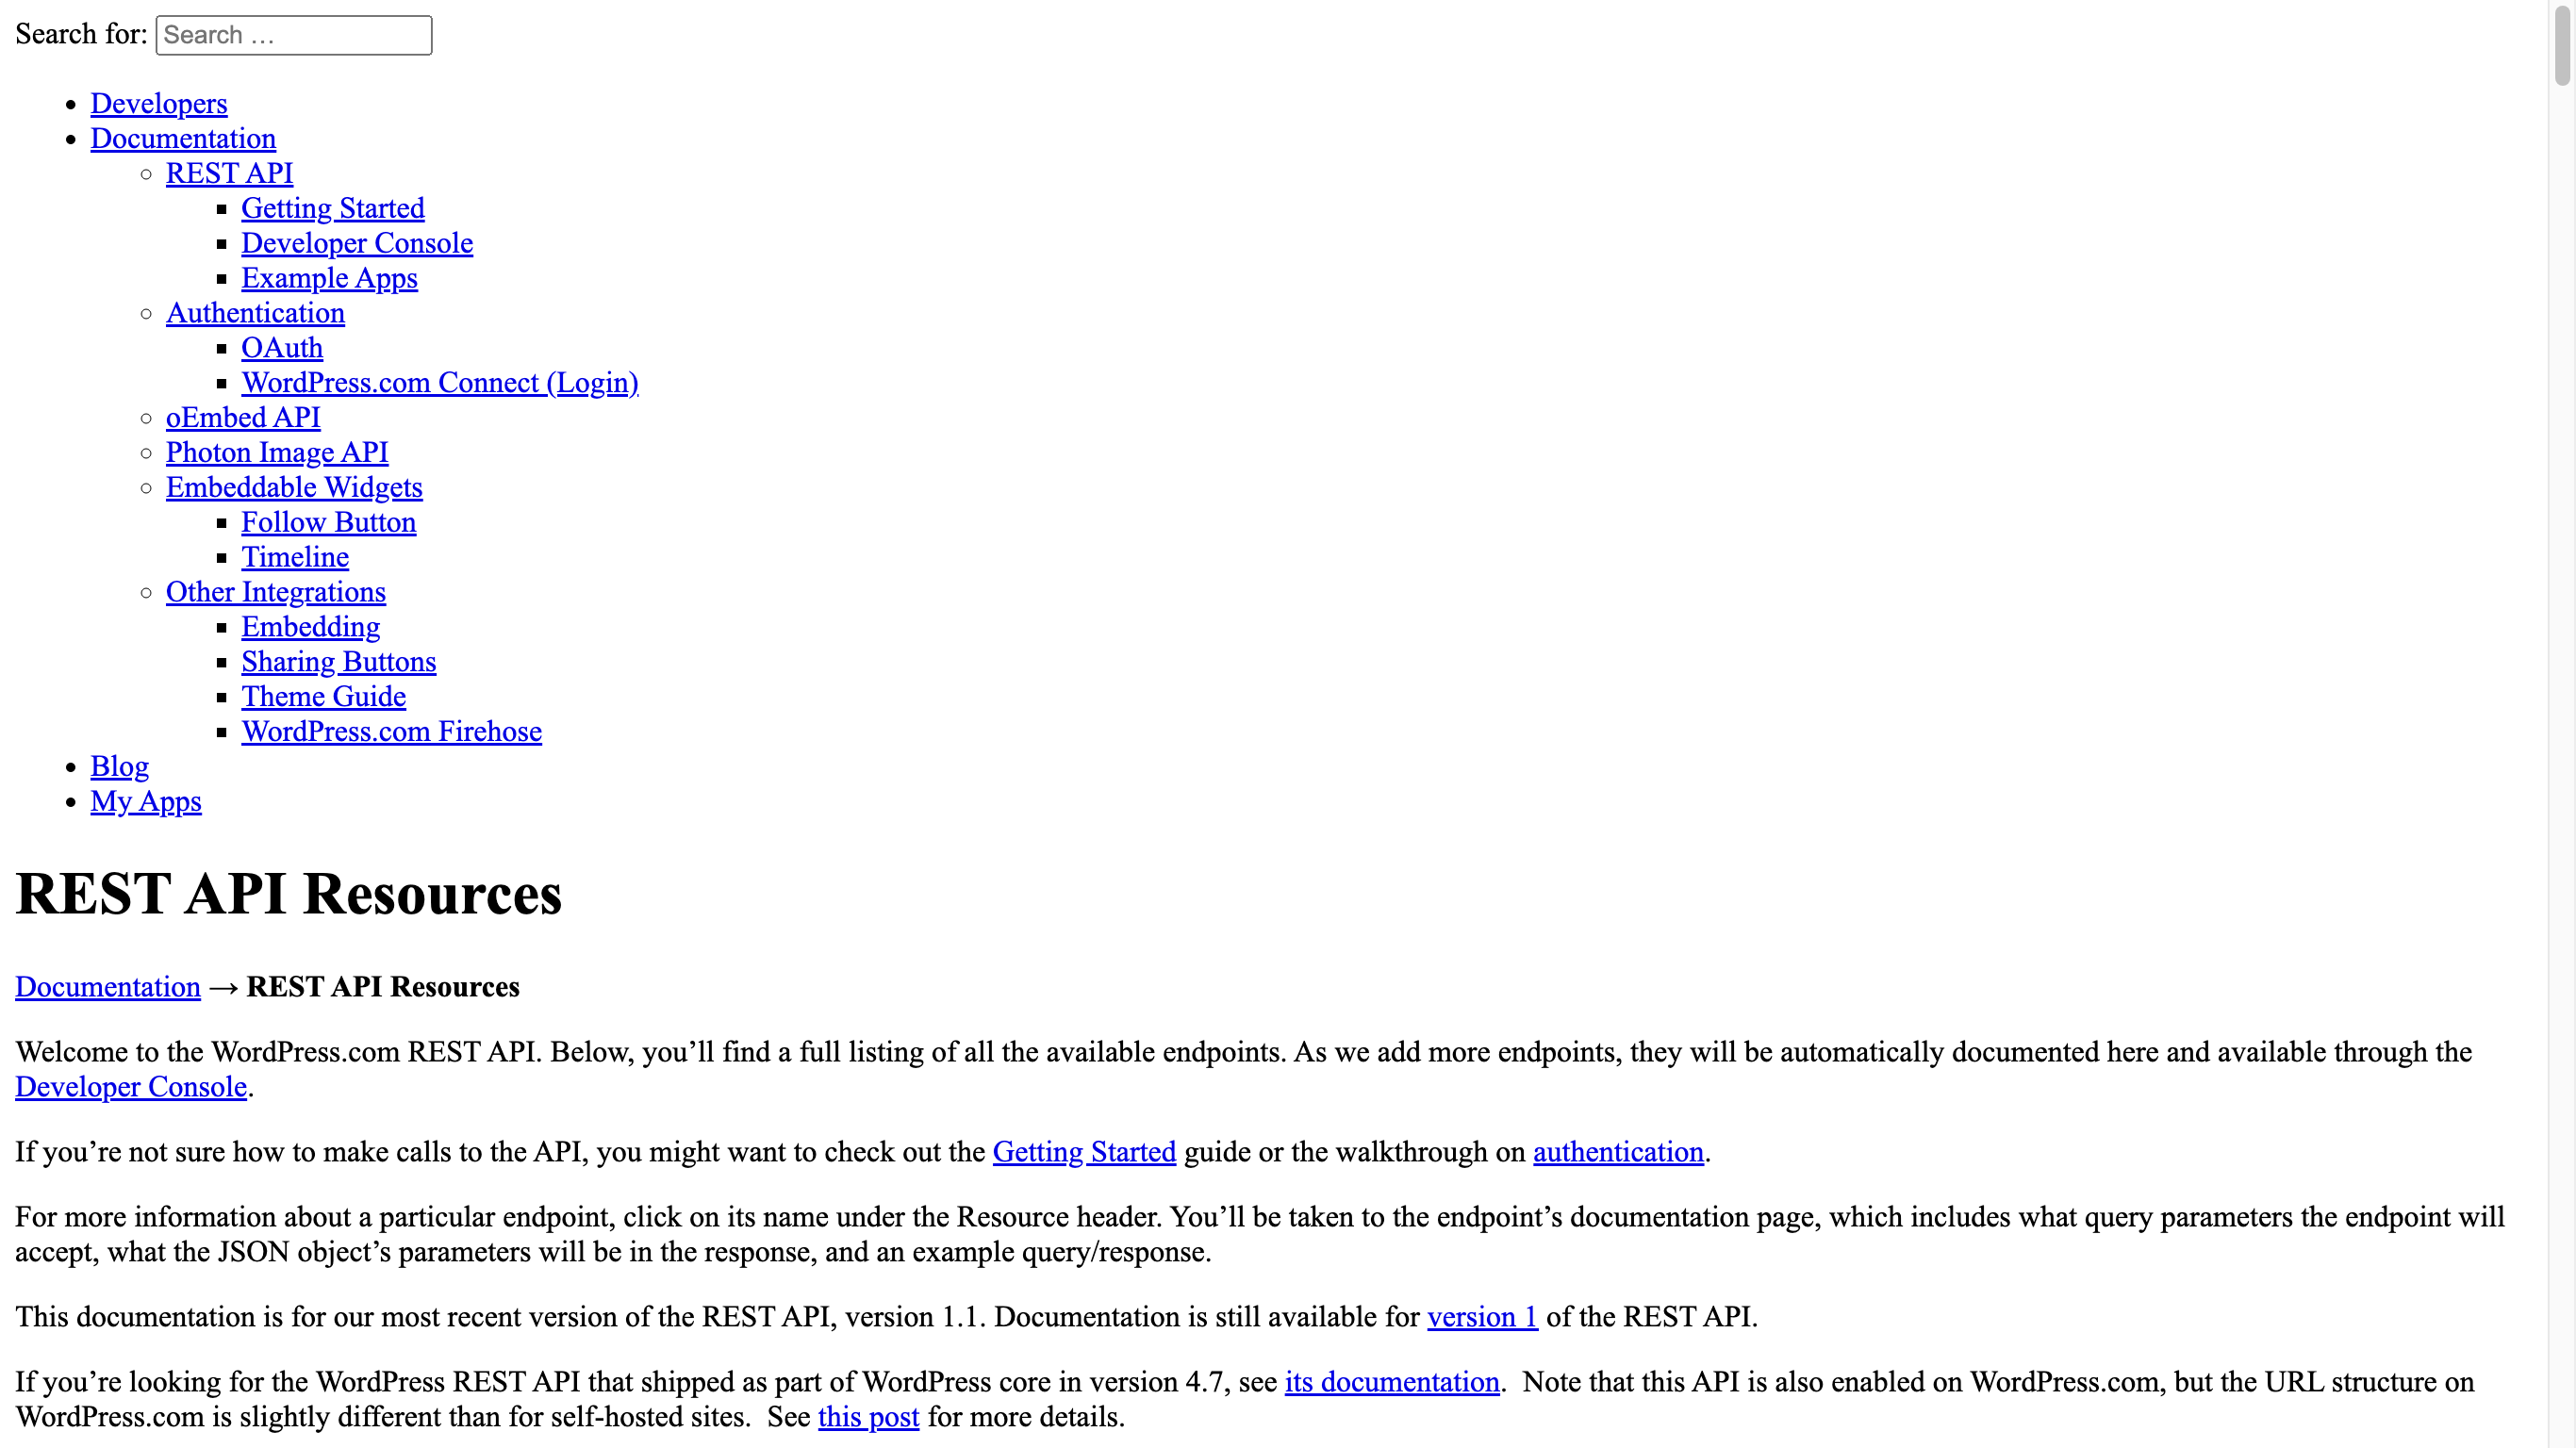 Search for: Search …
Developers
Documentation
REST API
Getting Started
Developer Console
Example Apps
Authentication
OAuth
WordPress.com Connect (Login)
oEmbed API
Photon Image API
Embeddable Widgets
Follow Button
Timeline
Other Integrations
Embedding
Sharing Buttons
Theme Guide
WordPress.com Firehose
Blog
My Apps
REST API Resources
Documentation → REST API Resources
Welcome to the WordPress.com REST API. Below, you’ll find a full listing of all the available endpoints. As we add more endpoints, they will be automatically documented here and available through the
Developer Console.
If you’re not sure how to make calls to the API, you might want to check out the Getting Started guide or the walkthrough on authentication.
For more information about a particular endpoint, click on its name under the Resource header. You’ll be taken to the endpoint’s documentation page, which includes what query parameters the endpoint will
accept, what the JSON object’s parameters will be in the response, and an example query/response.
This documentation is for our most recent version of the REST API, version 1.1. Documentation is still available for version 1 of the REST API.
If you’re looking for the WordPress REST API that shipped as part of WordPress core in version 4.7, see its documentation.  Note that this API is also enabled on WordPress.com, but the URL structure on
WordPress.com is slightly different than for self-hosted sites.  See this post for more details.